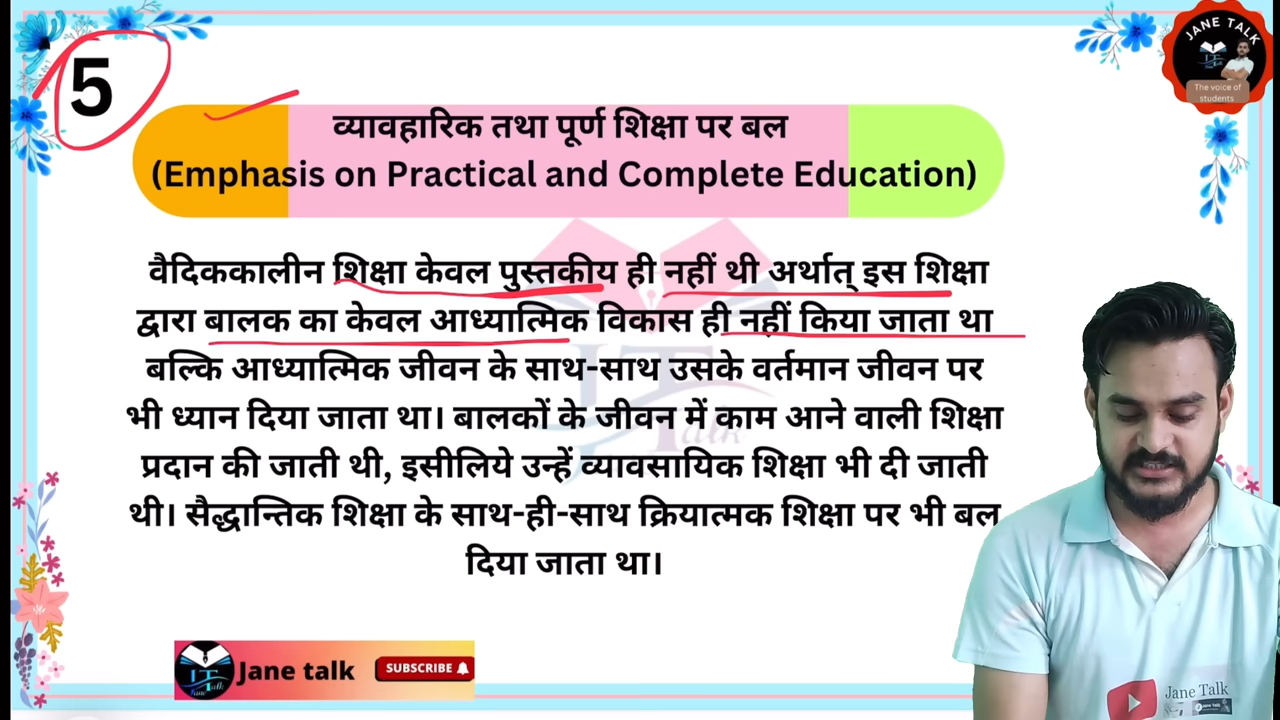 5
JANE TALK
The voice of
students
व्यावहारिक तथा पूर्ण शिक्षा पर बल
(Emphasis on Practical and Complete Education)
वैदिककालीन शिक्षा केवल पुस्तकीय ही नहीं थी अर्थात् इस शिक्षा
द्वारा बालक का केवल आध्यात्मिक विकास ही नहीं किया जाता था
बल्कि आध्यात्मिक जीवन के साथ-साथ उसके वर्तमान जीवन पर
भी ध्यान दिया जाता था। बालकों के जीवन में काम आने वाली शिक्षा
प्रदान की जाती थी, इसीलिये उन्हें व्यावसायिक शिक्षा भी दी जाती
थी। सैद्धान्तिक शिक्षा के साथ-ही-साथ क्रियात्मक शिक्षा पर भी बल
दिया जाता था।
Jane talk
SUBSCRIBE
Jane Talk